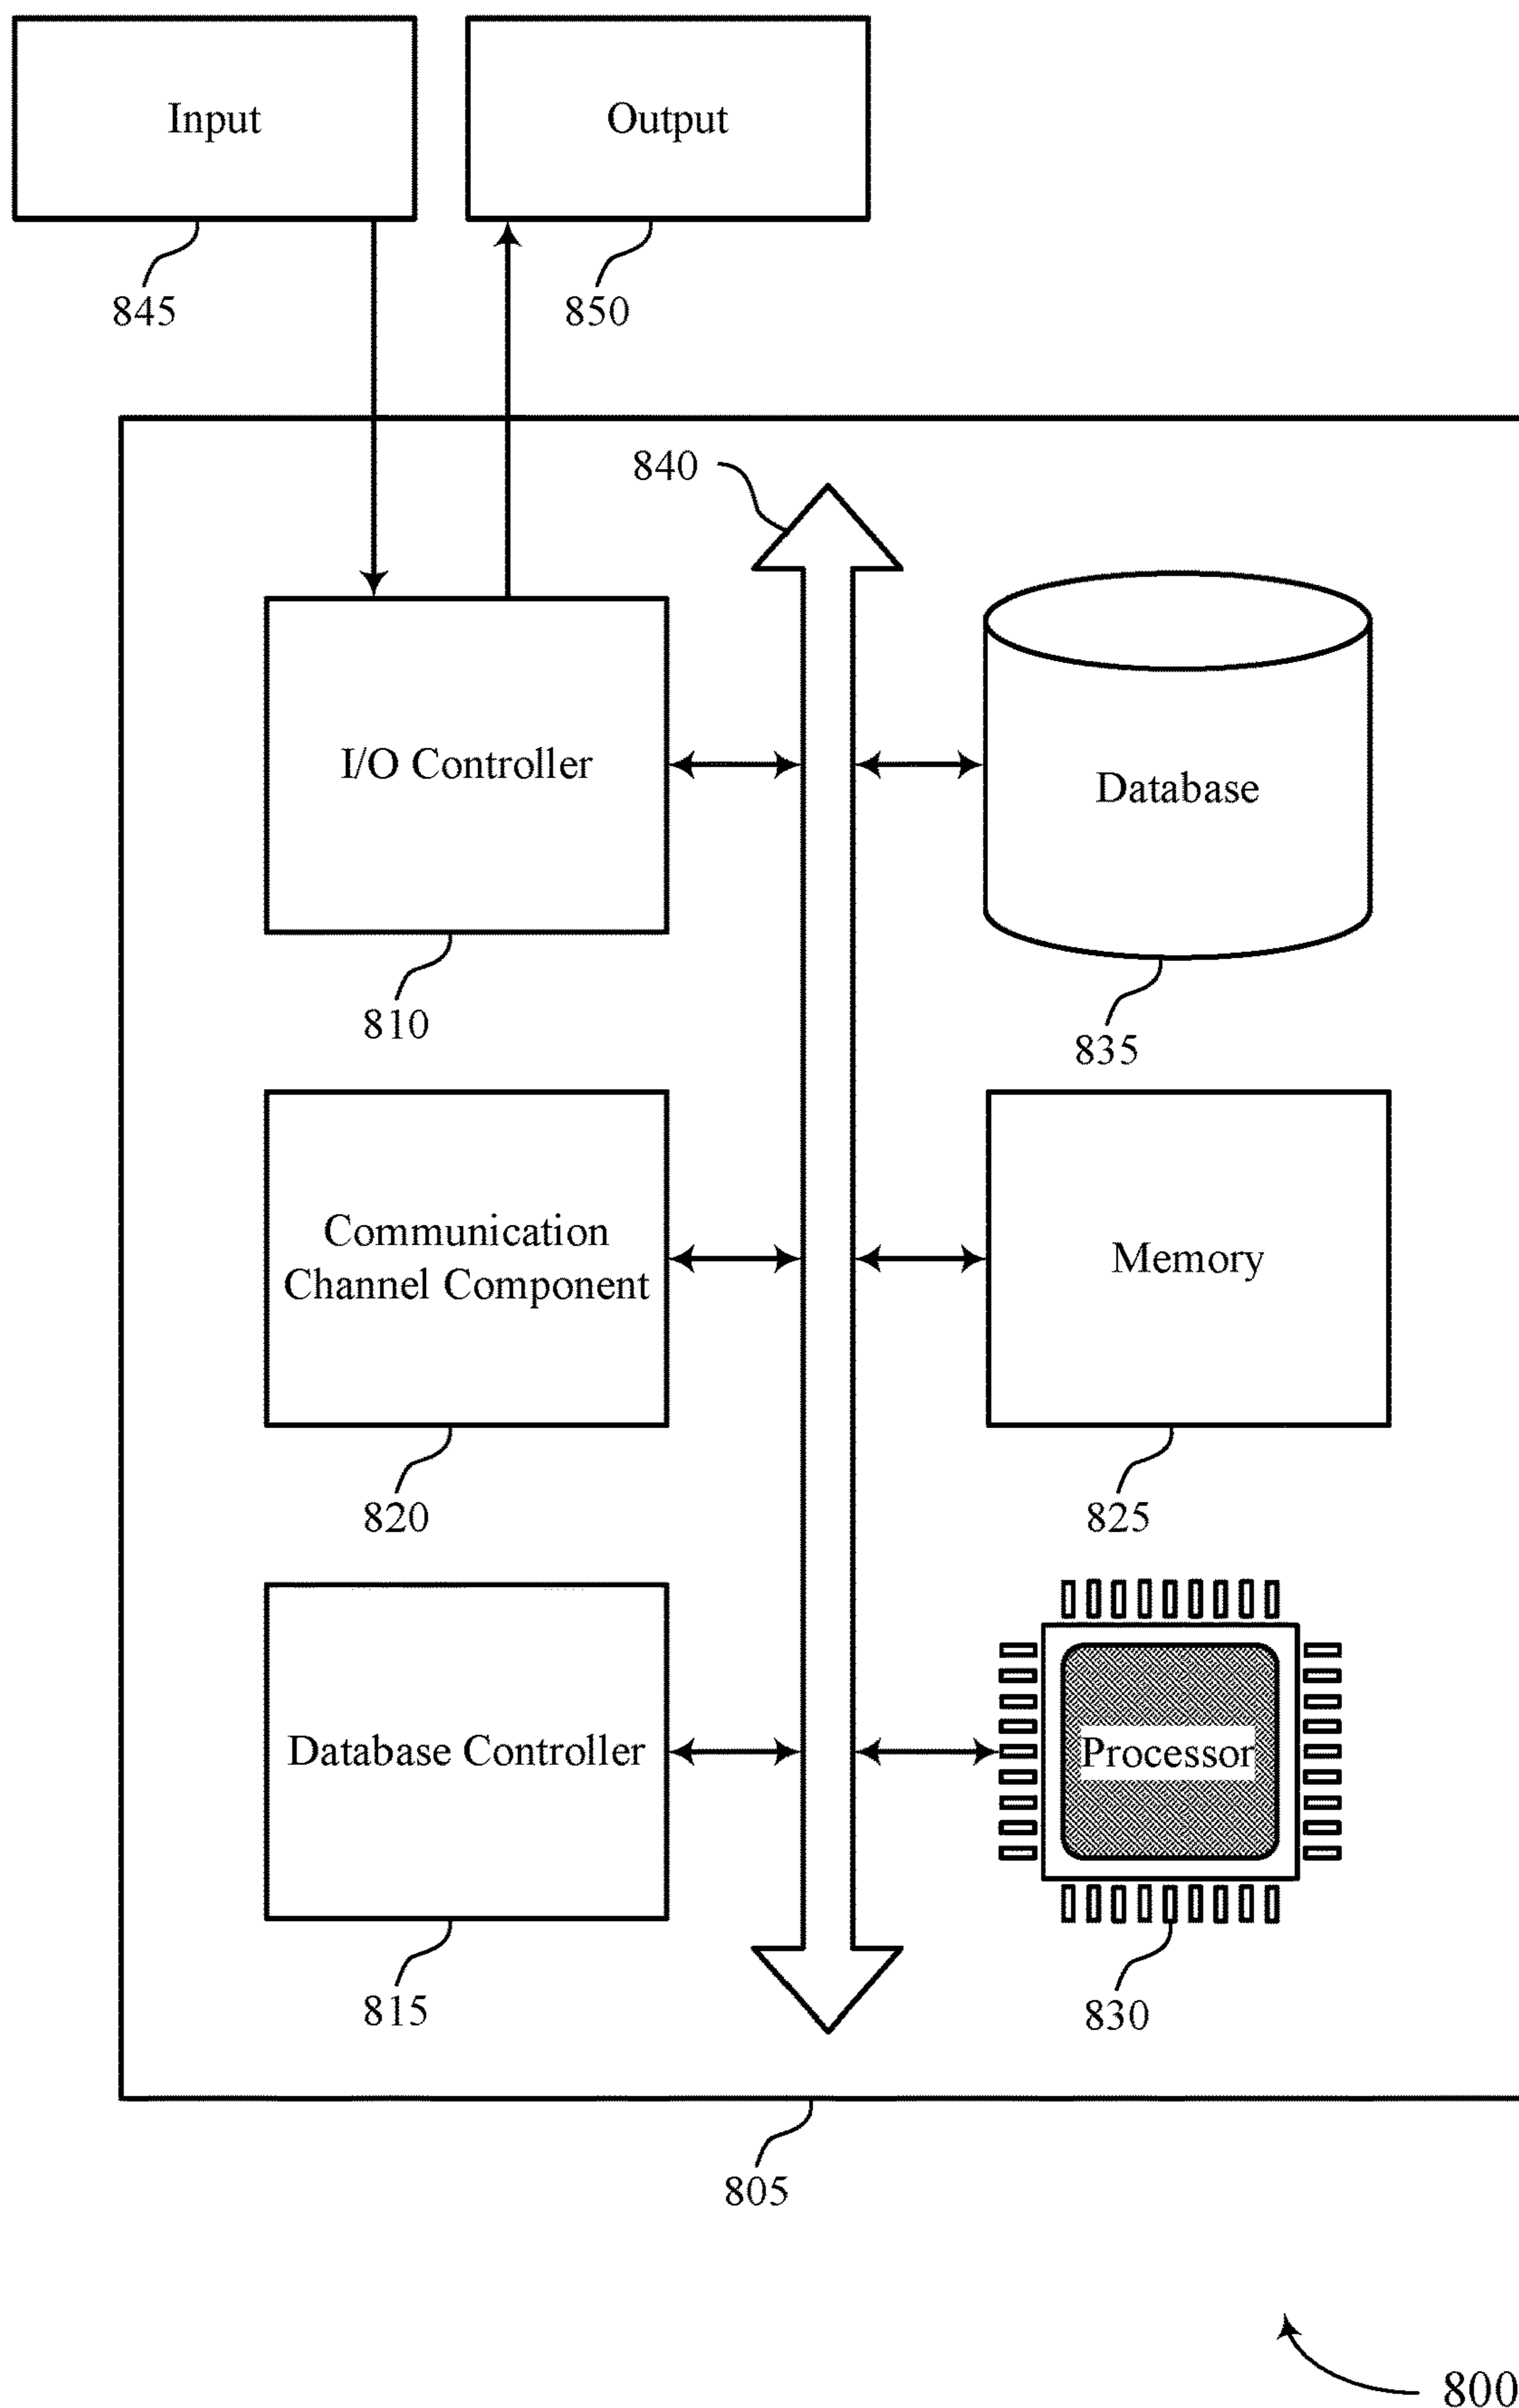 Input
Output
845
850
840
I/O Controller
Database
810
835
Communication
Channel Component
Memory
820
825
Database Controller
Processor
815
830
805
800